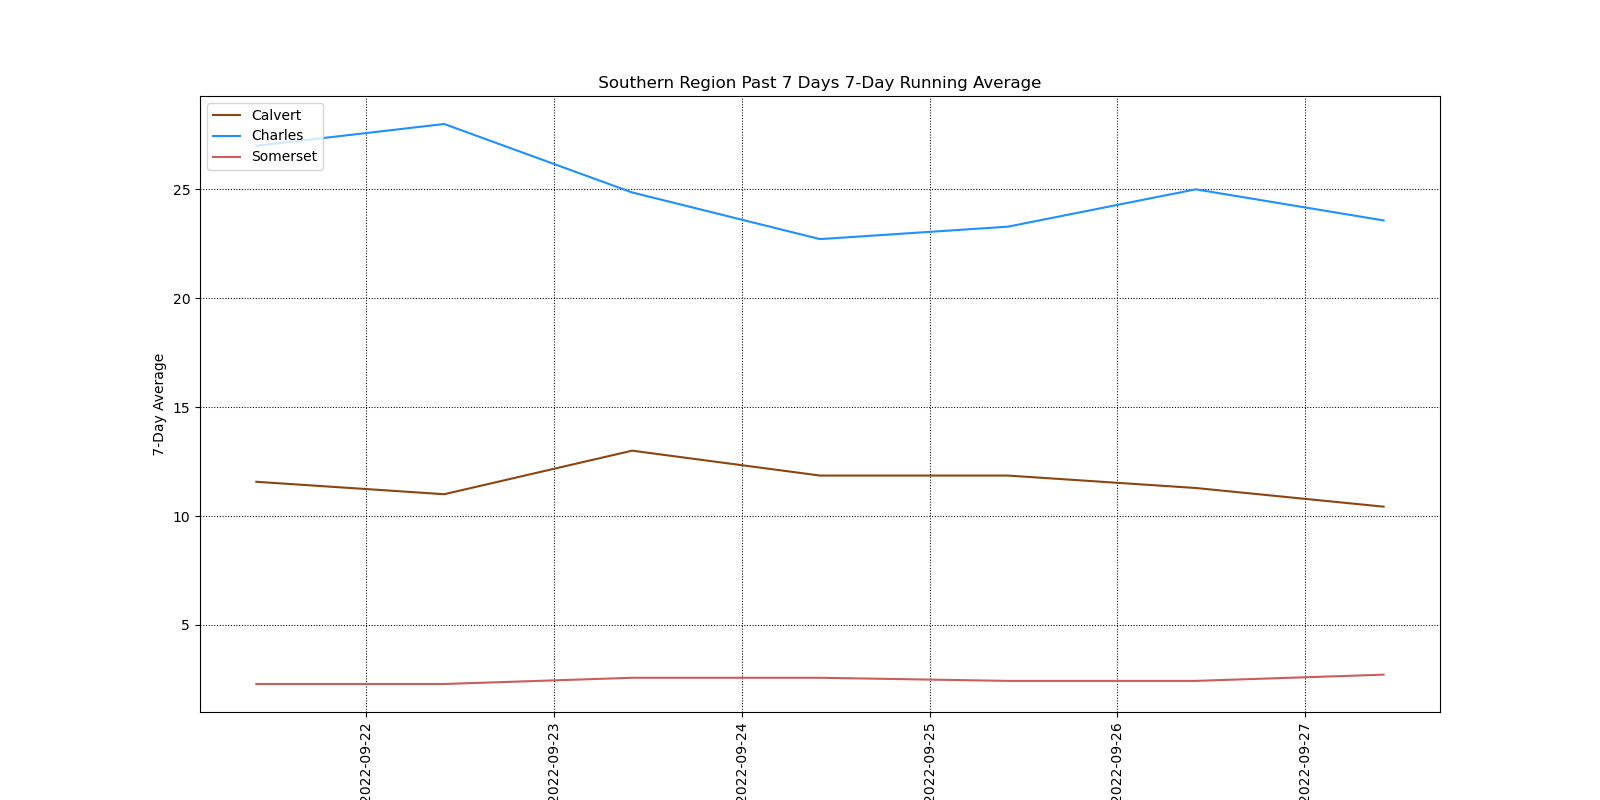 Southern Region Past 7 Days 7-Day Running Average
Calvert
Charles
Somerset
25
20
15
10
5
7-Day Average
2022-09-22
2022-09-23
2022-09-24
2022-09-25
2022-09-26
2022-09-27